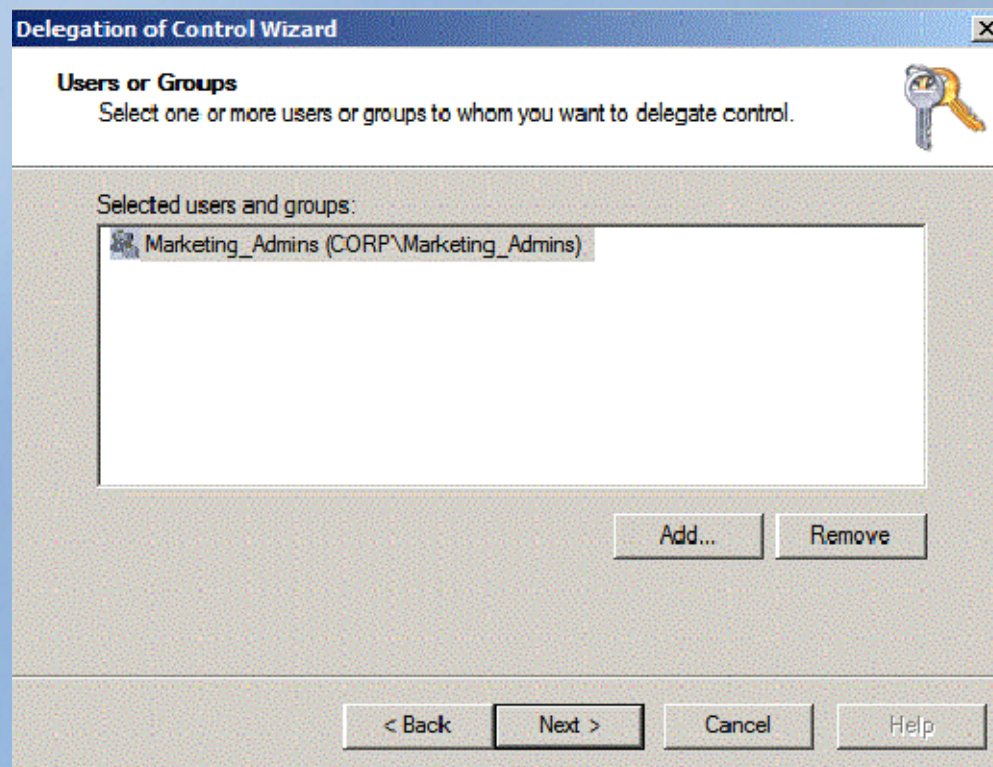 Delegation of Control Wizard
Users or Groups
Select one or more users or groups to whom you want to delegate control.
Selected users and groups:
Marketing_Admins (CORP\Marketing_Admins)
Add... Remove
< Back Next > Cancel Help